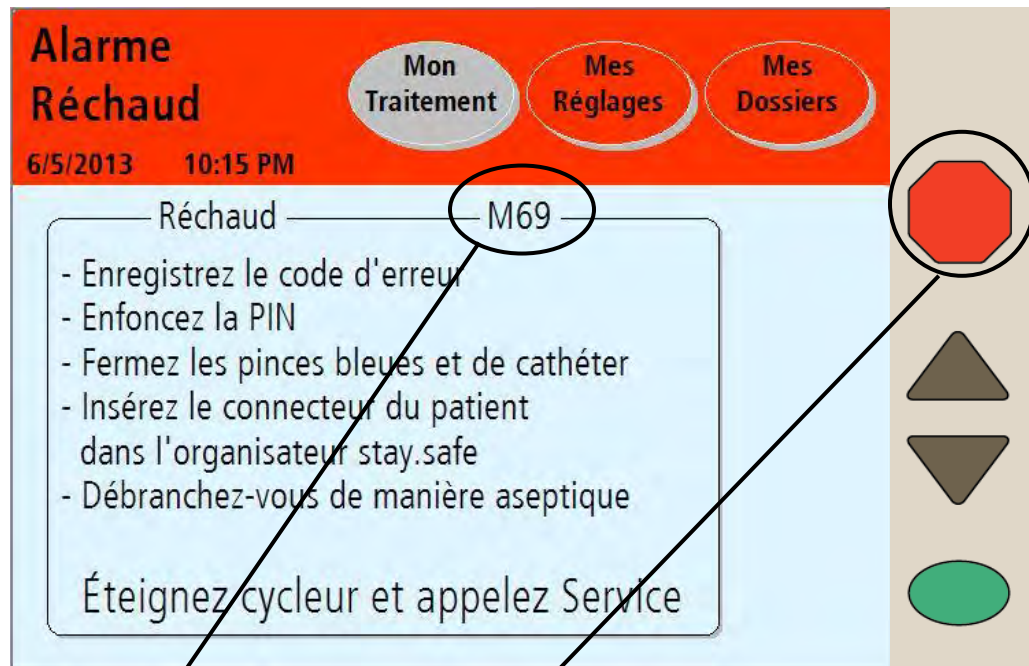 Alarme
Réchaud
6/5/2013 10:15 PM
Mon
Traitement
Mes
Réglages
Mes
Dossiers
Réchaud M69
- Enregistrez le code d'erreur
- Enfoncez la PIN
- Fermez les pinces bleues et de cathéter
- Insérez le connecteur du patient
dans l'organisateur stay.safe
- Débranchez-vous de manière aseptique
Éteignez cycleur et appelez Service